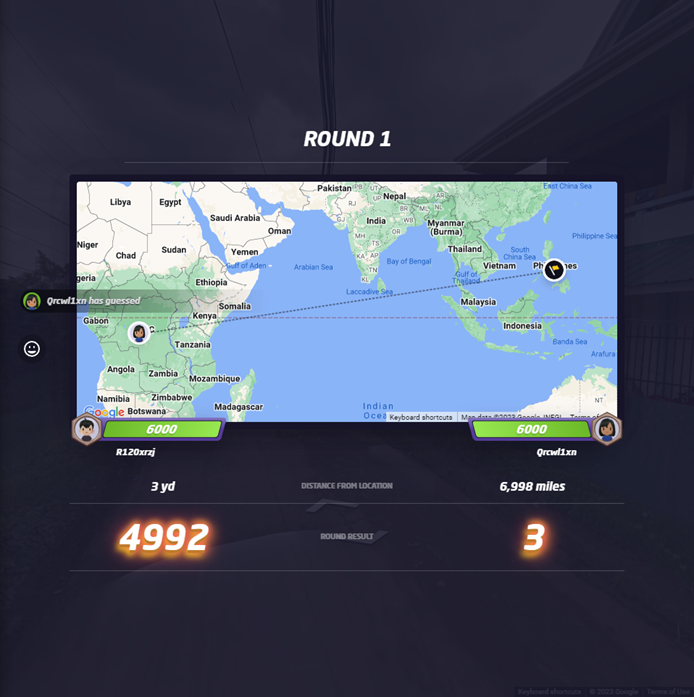 ROUND 1
Libya
Egypt
Pakistan
Nepal
East China Sea
Saudi Arabia
Oman
India
Myanmar
(Burma)
Niger
Chad
Sudan
Yemen
Gulf of Aden
Arabian Sea
Bay of Bengal
Thailand
South
China Sea
Philippine Sea
Vietnam
Gulf of
Thailand
Ethiopia
Somalia
Laccadive Sea
Malaysia
Qrcwl1xn has guessed
Gabon
Kenya
Tanzania
Indonesia
Banda Sea
Arafura
Angola
Zambia
Mozambique
Namibia
Zimbabwe
Botswana
Madagascar
Indian
NT
Google
Keyboard shortcuts
Map data ©2023 Google, INEGI
6000
6000
R120xrzj
Qrcwl1xn
3 yd
DISTANCE FROM LOCATION
6,998 miles
4992
ROUND RESULT
3
Keyboard shortcuts
© 2023 Google
Terms of Use